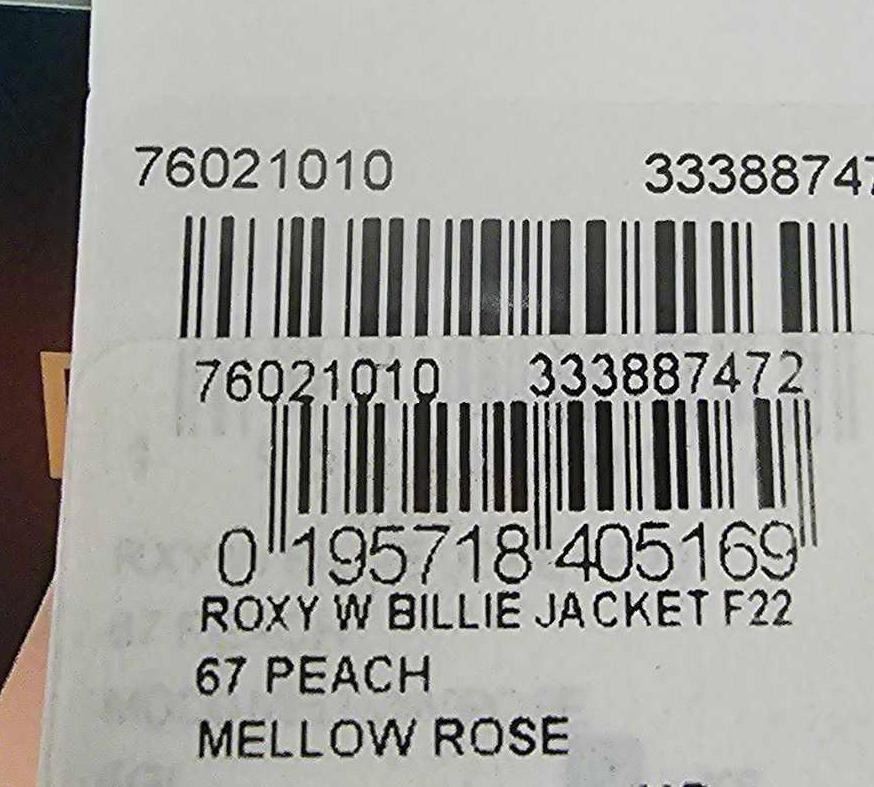 76021010 33388747
76021010 333887472
0 195718 405169
ROXY W BILLIE JACKET F22
67 PEACH
MELLOW ROSE